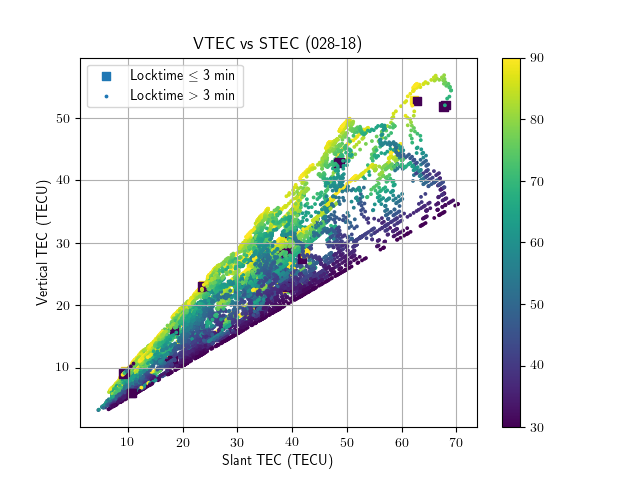 VTEC vs STEC (028-18)
Locktime ≤ 3 min
Locktime > 3 min
90
80
70
60
50
40
30
50
40
30
20
10
Vertical TEC (TECU)
10 20 30 40 50 60 70
Slant TEC (TECU)